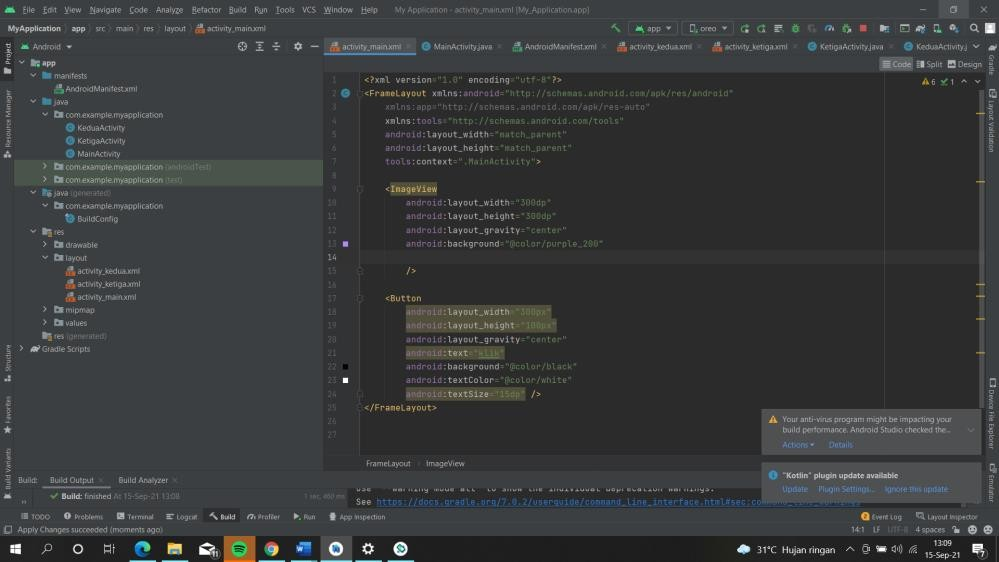 File Edit View Navigate Code Analyze Refactor Build Run Tools VCS Window Help My Application - activity_main.xml [My_Application.app]
MyApplication app src main res layout activity_main.xml app oreo
Android activity_main.xml MainActivity.java AndroidManifest.xml activity_kedua.xml activity_ketiga.xml KetigaActivity.java KeduaActivity.j
Code Split Design
Project
Resource Manager
Structure
Favorites
Build Variants
Gradle
Layout Validation
Device File Explorer
Emulator
app
manifests
AndroidManifest.xml
java
com.example.myapplication
KeduaActivity
KetigaActivity
MainActivity
com.example.myapplication (androidTest)
com.example.myapplication (test)
java (generated)
com.example.myapplication
BuildConfig
res
drawable
layout
activity_kedua.xml
activity_ketiga.xml
activity_main.xml
mipmap
values
res (generated)
Gradle Scripts
6 1
1 <?xml version="1.0" encoding="utf-8"?>
2 <FrameLayout xmlns:android="http://schemas.android.com/apk/res/android"
3 xmlns:app="http://schemas.android.com/apk/res-auto"
4 xmlns:tools="http://schemas.android.com/tools"
5 android:layout_width="match_parent"
6 android:layout_height="match_parent"
7 tools:context=".MainActivity">
8
9 <ImageView
10 android:layout_width="300dp"
11 android:layout_height="300dp"
12 android:layout_gravity="center"
13 android:background="@color/purple_200"
14
15 />
16
17 <Button
18 android:layout_width="300px"
19 android:layout_height="100px"
20 android:layout_gravity="center"
21 android:text="klik"
22 android:background="@color/black"
23 android:textColor="@color/white"
24 android:textSize="15dp" />
25 </FrameLayout>
26
27
FrameLayout ImageView
Your anti-virus program might be impacting your
build performance. Android Studio checked the...
Actions Details
"Kotlin" plugin update available
Update Plugin Settings... Ignore this update
Build: Build Output Build Analyzer
Build: finished At 15-Sep-21 13:08 1 sec, 460 ms
to show the individual deprecation warnings.
See https://docs.gradle.org/7.0.2/userguide/command_line_interface.html#sec:
TODO Problems Terminal Logcat Build Profiler Run App Inspection Event Log Layout Inspector
Apply Changes succeeded (moments ago) 14:1 LF UTF-8 4 spaces
11 31°C Hujan ringan 13:09
15-Sep-21 7